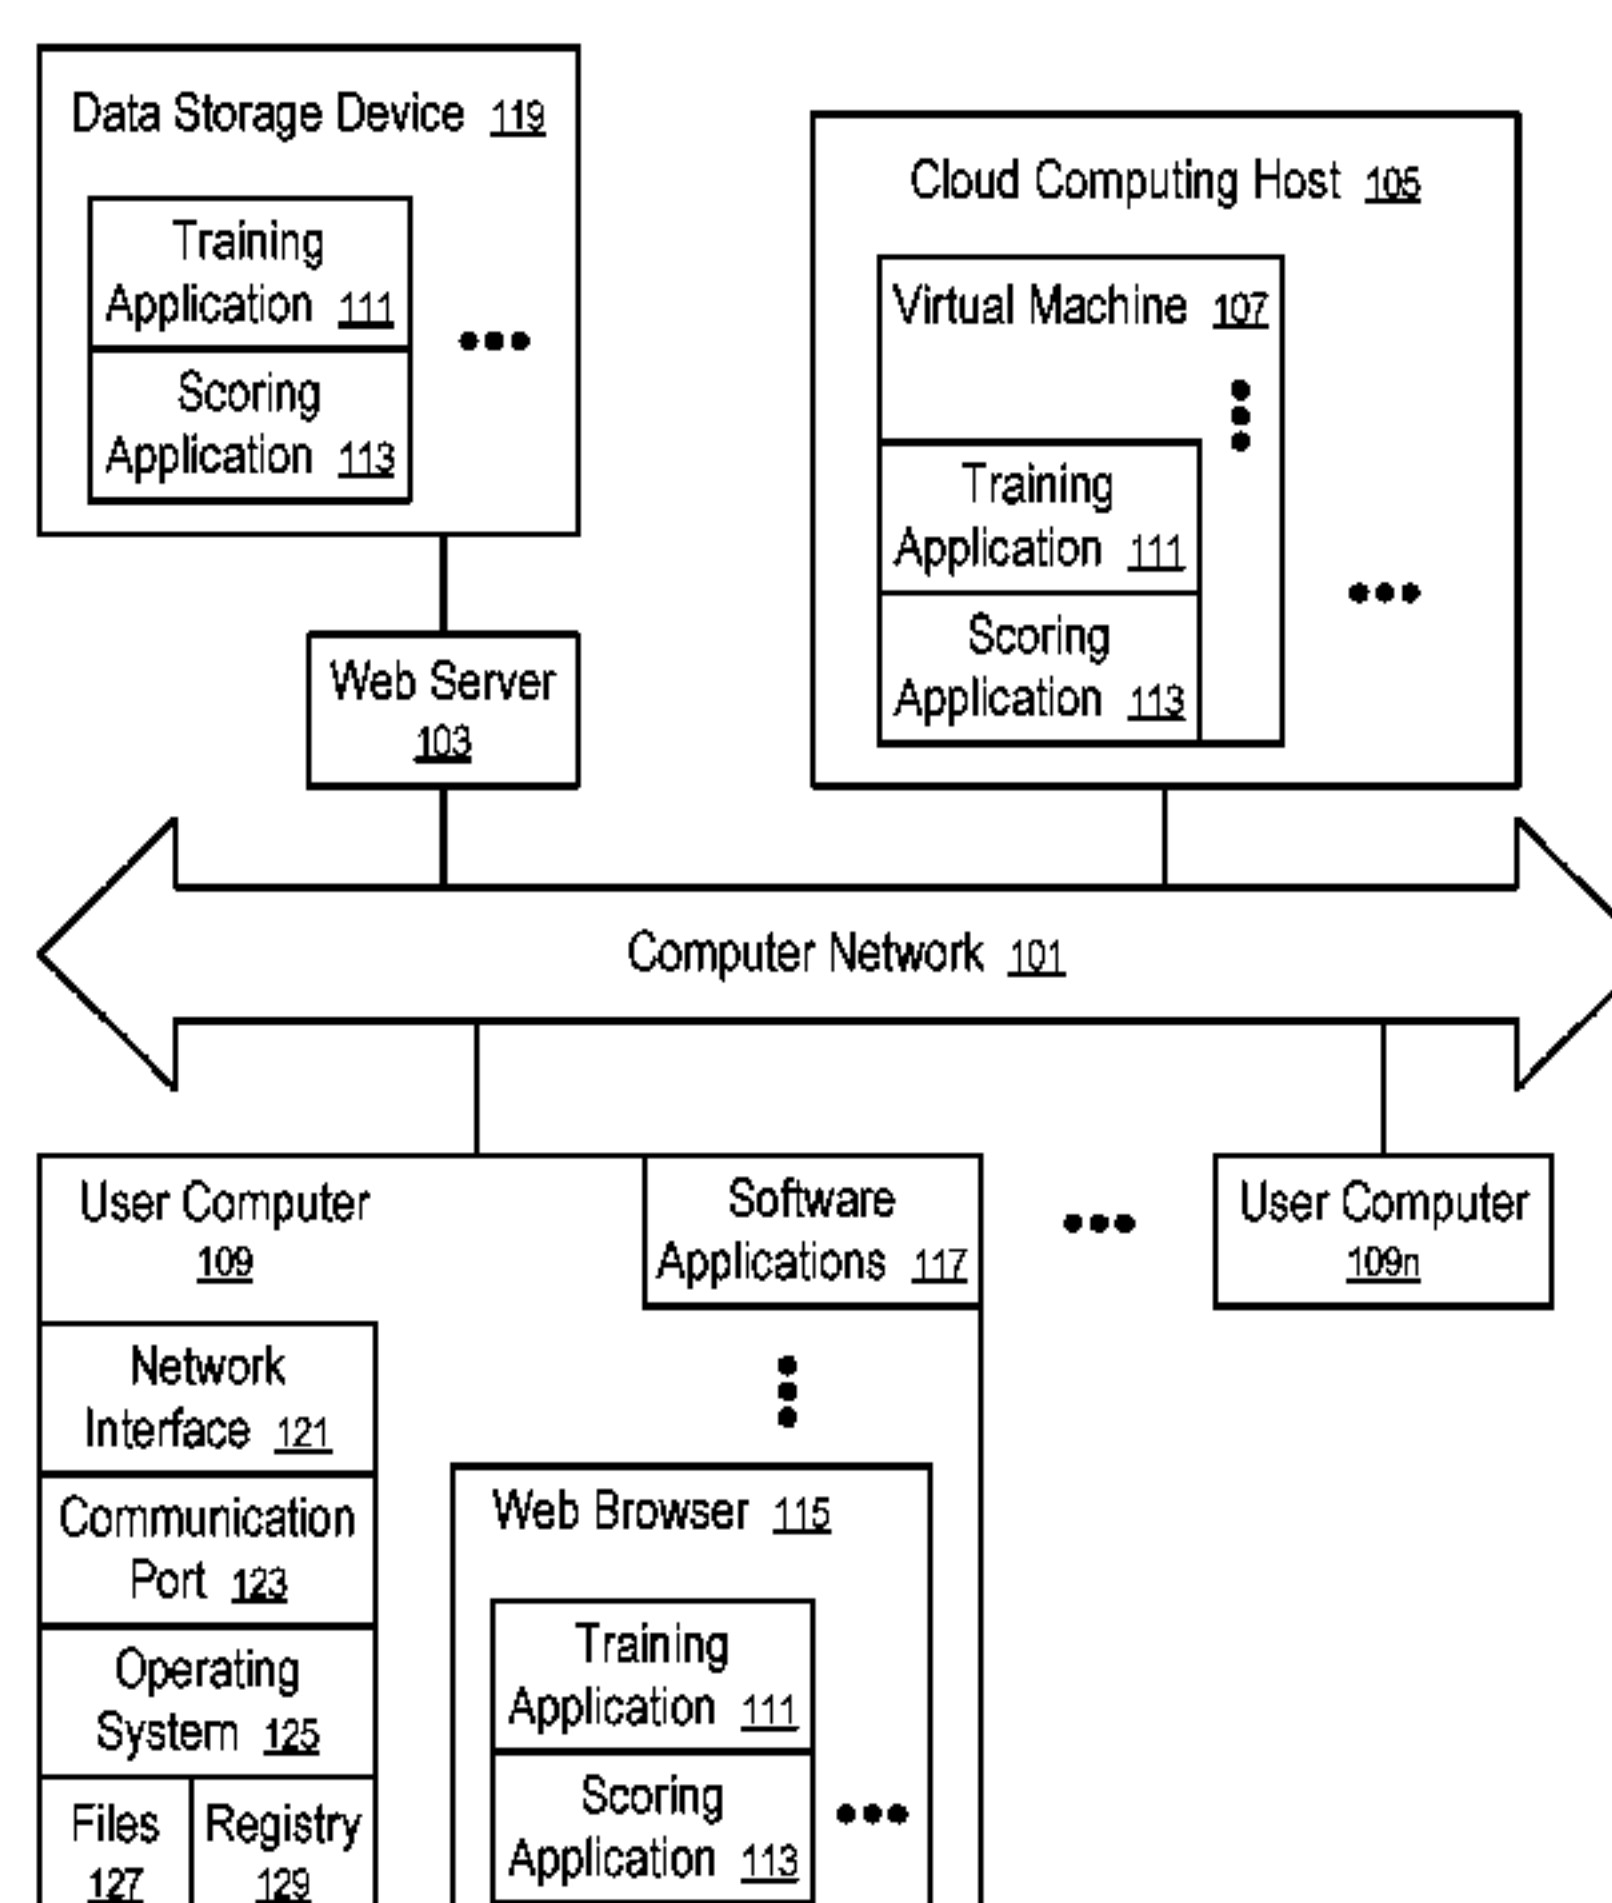 Data Storage Device 119
Training
Application 111
Scoring
Application 113
Cloud Computing Host 105
Virtual Machine 107
Training
Application 111
Scoring
Application 113
Web Server
103
Computer Network 101
User Computer
109
Software
Applications 117
User Computer
109n
Network
Interface 121
Communication
Port 123
Operating
System 125
Files
127
Registry
129
Web Browser 115
Training
Application 111
Scoring
Application 113